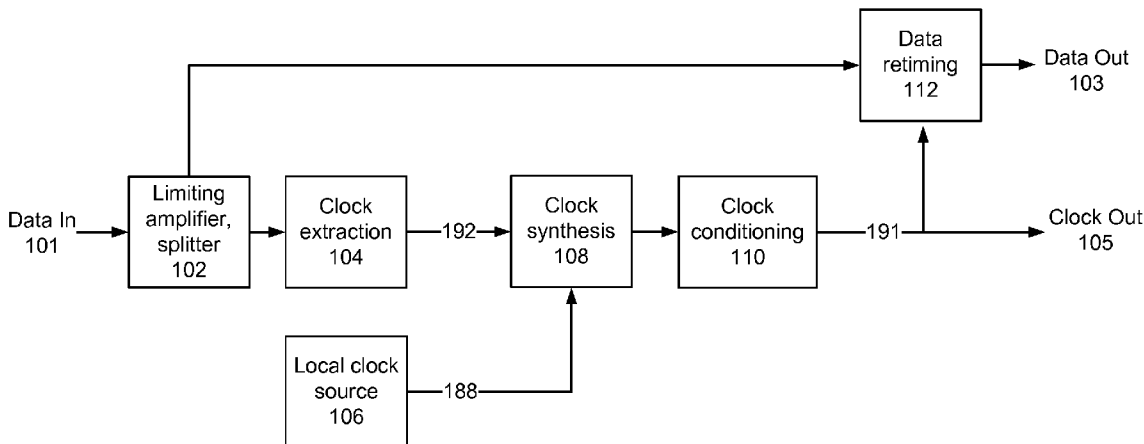 Data
retiming
112
Data Out
103
Data In
101
Limiting
amplifier,
splitter
102
Clock
extraction
104
192
Clock
synthesis
108
Clock
conditioning
110
191
Clock Out
105
Local clock
source
106
188